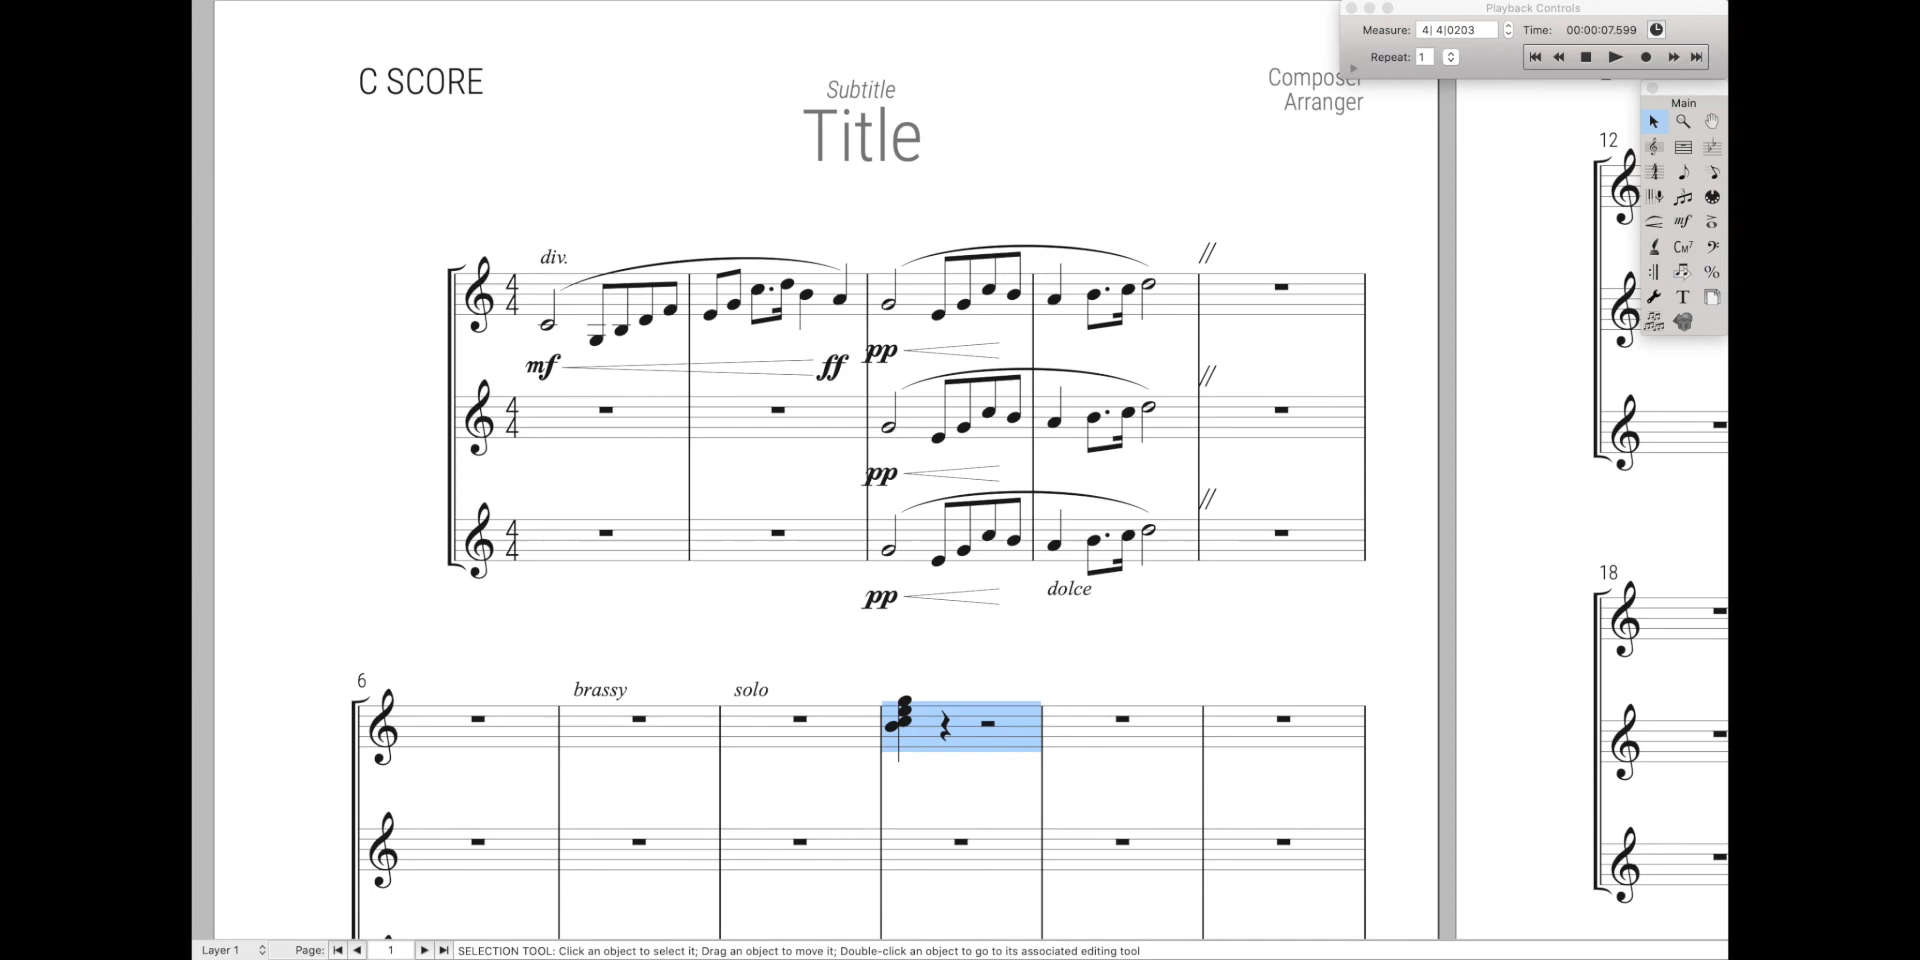 Playback Controls
Measure: 4| 4|0203 Time: 00:00:07.599
Repeat: 1
C SCORE
Subtitle
Title
Composer
Arranger
Main
mf
CM7
%
T
12
div.
mf ff pp
pp
pp
dolce
18
6
brassy solo
Layer 1 Page: 1 SELECTION TOOL: Click an object to select it; Drag an object to move it; Double-click an object to go to its associated editing tool